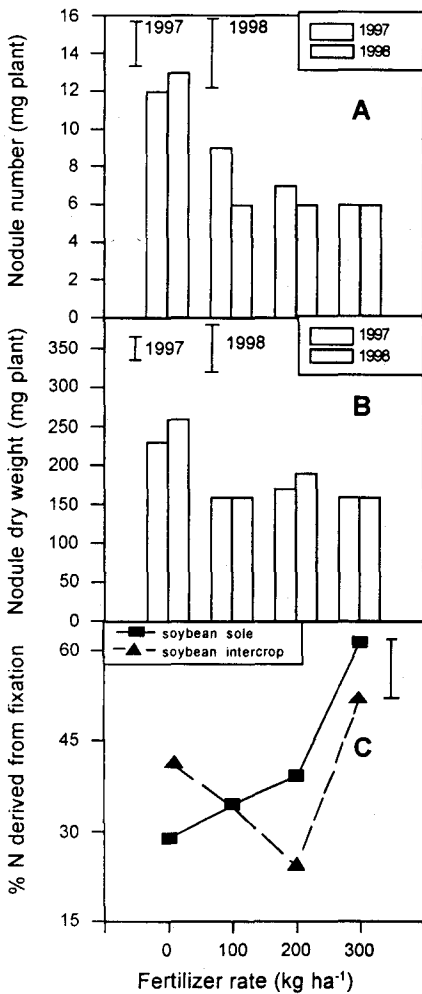 Nodule number (mg plant)
16
14
12
10
8
6
4
2
0
1997
1998
1997
1998
A
Nodule dry weight (mg plant)
350
300
250
200
150
100
50
0
1997
1998
1997
1998
B
% N derived from fixation
60
45
30
15
soybean sole
soybean intercrop
C
0 100 200 300
Fertilizer rate (kg ha⁻¹)